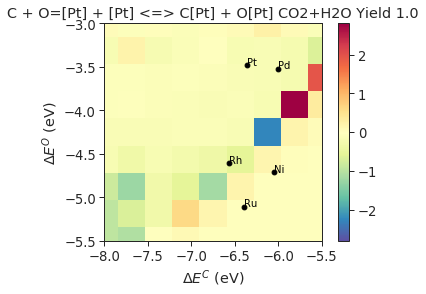 C + O=[Pt] + [Pt] <=> C[Pt] + O[Pt] CO2+H2O Yield 1.0
−3.0
−3.5
−4.0
−4.5
−5.0
−5.5
ΔE^O (eV)
Pt
Pd
Rh
Ni
Ru
−8.0 −7.5 −7.0 −6.5 −6.0 −5.5
ΔE^C (eV)
2
1
0
−1
−2